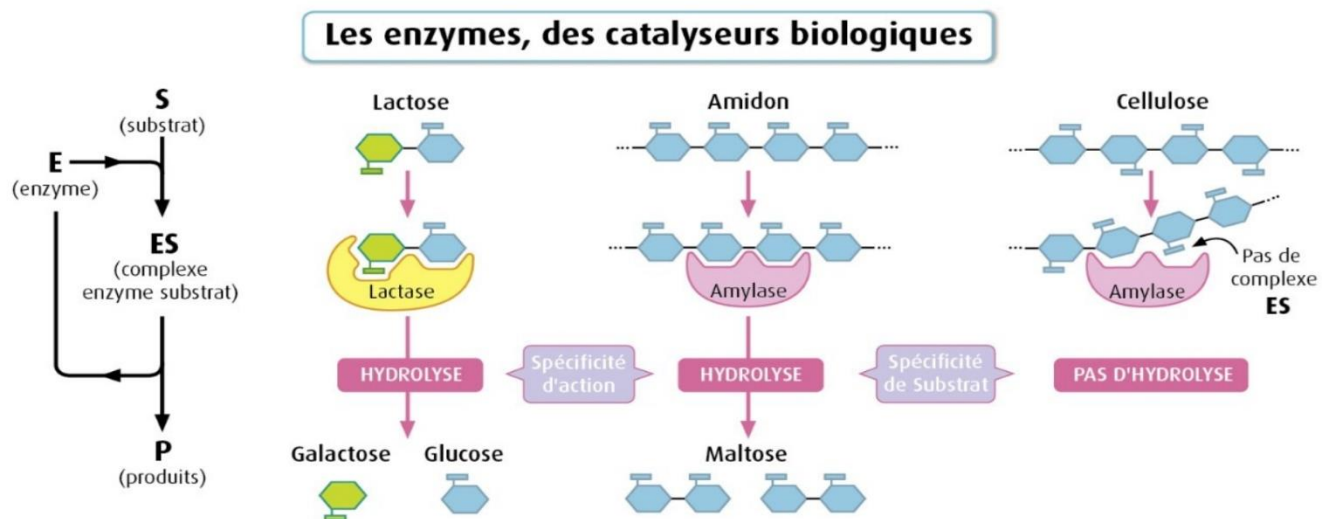 Les enzymes, des catalyseurs biologiques
S
(substrat)
E
(enzyme)
ES
(complexe
enzyme substrat)
P
(produits)
Lactose
Lactase
HYDROLYSE
Galactose
Glucose
Spécificité
d'action
Amidon
...
...
...
...
Amylase
HYDROLYSE
Maltose
Spécificité
de Substrat
Cellulose
...
...
...
...
Pas de
complexe
ES
Amylase
PAS D'HYDROLYSE